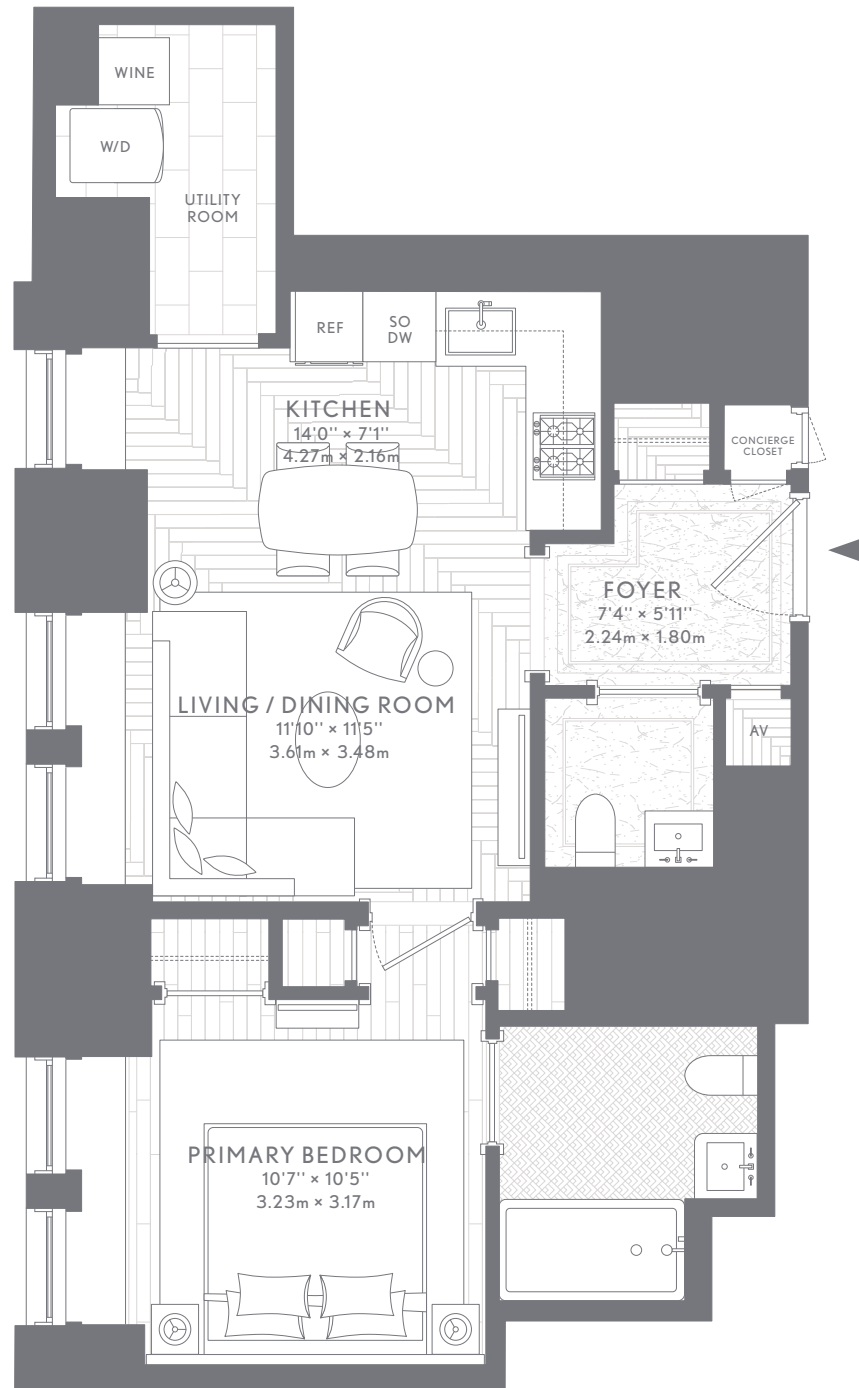 WINE
W/D
UTILITY
ROOM
REF
SO
DW
KITCHEN
14'0'' × 7'1''
4.27m × 2.16m
CONCIERGE
CLOSET
FOYER
7'4'' × 5'11''
2.24m × 1.80m
LIVING / DINING ROOM
11'10'' × 11'5''
3.61m × 3.48m
AV
PRIMARY BEDROOM
10'7'' × 10'5''
3.23m × 3.17m